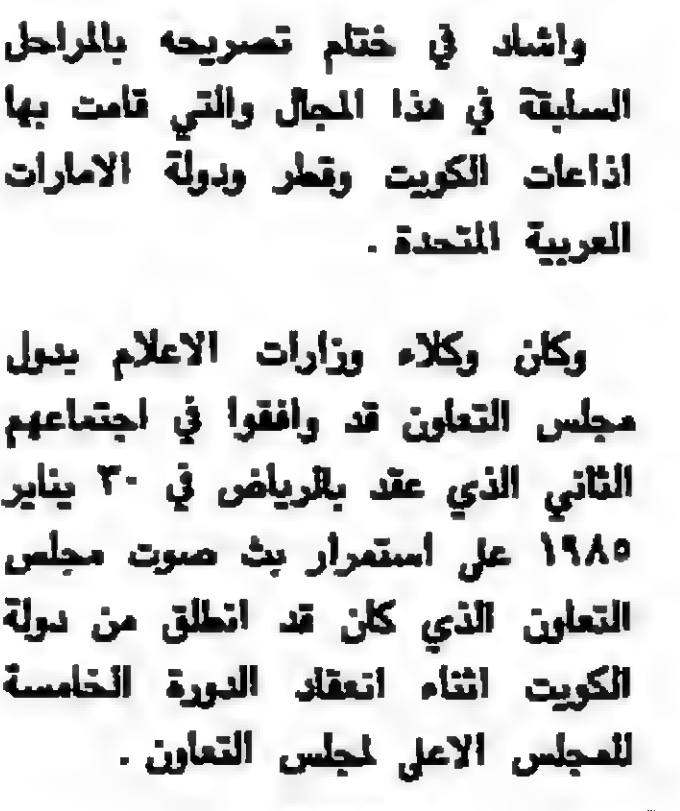 واشاد في ختام تصريحه بالمراحل
السابقة في هذا المجال والتي قامت بها
اذاعات الكويت وقطر ودولة الامارات
العربية المتحدة .
وكان وكلاء وزارات الاعلام بدول
مجلس التعاون قد وافقوا في اجتماعهم
الثاني الذي عقد بالرياض في ٣٠ يناير
١٩٨٥ على استمرار بث صوت مجلس
التعاون الذي كان قد انطلق من دولة
الكويت اثناء انعقاد الدورة الخامسة
للمجلس الاعلى لمجلس التعاون .